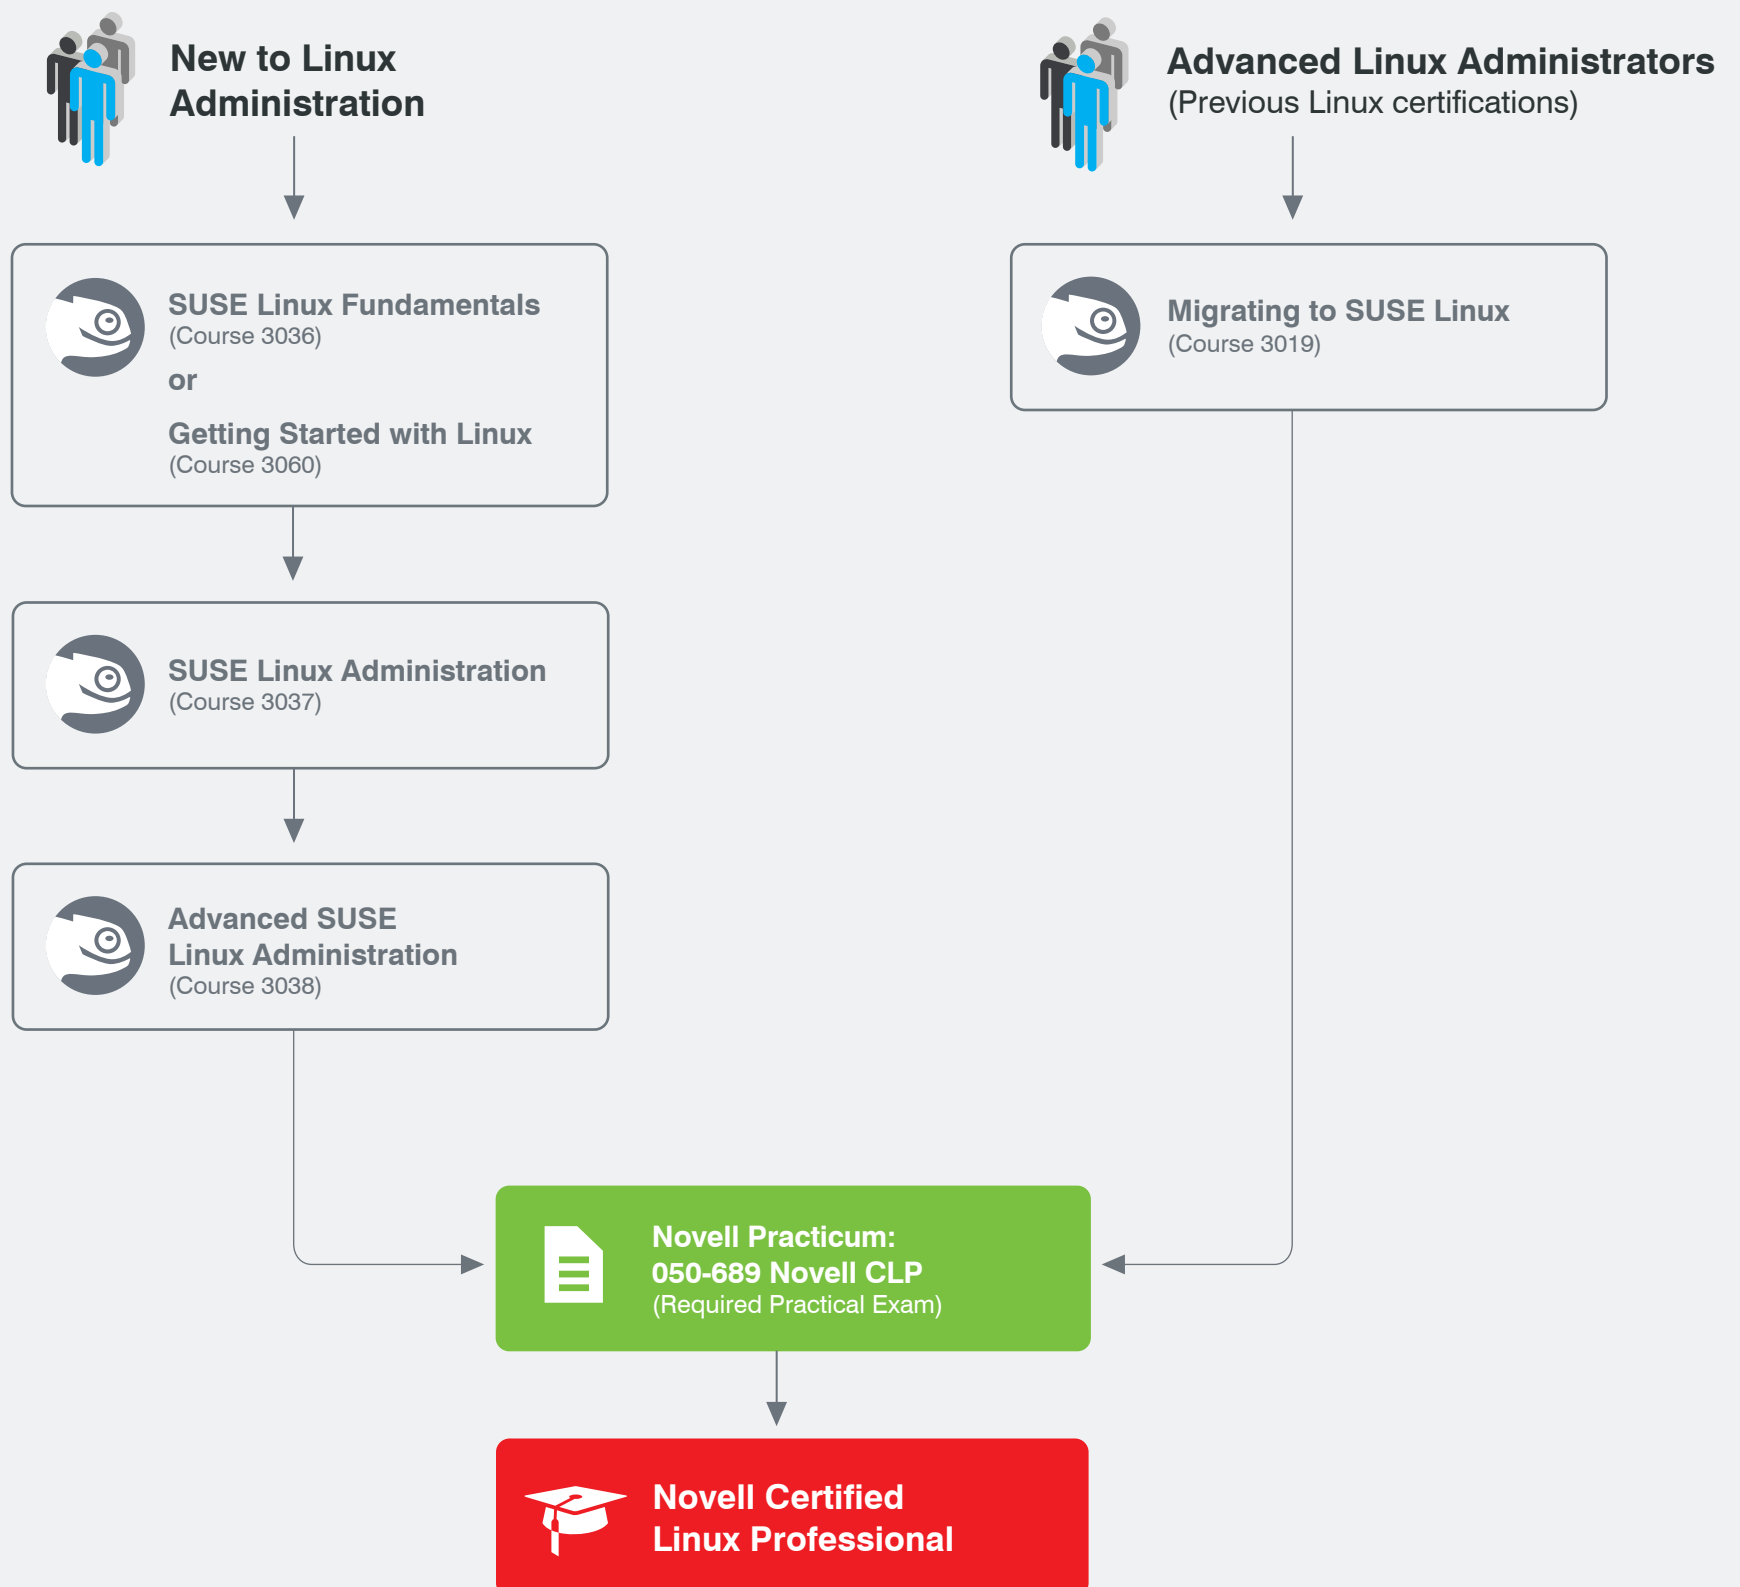 New to Linux
Administration
Advanced Linux Administrators
(Previous Linux certifications)
SUSE Linux Fundamentals
(Course 3036)
or
Getting Started with Linux
(Course 3060)
Migrating to SUSE Linux
(Course 3019)
SUSE Linux Administration
(Course 3037)
Advanced SUSE
Linux Administration
(Course 3038)
Novell Practicum:
050-689 Novell CLP
(Required Practical Exam)
Novell Certified
Linux Professional